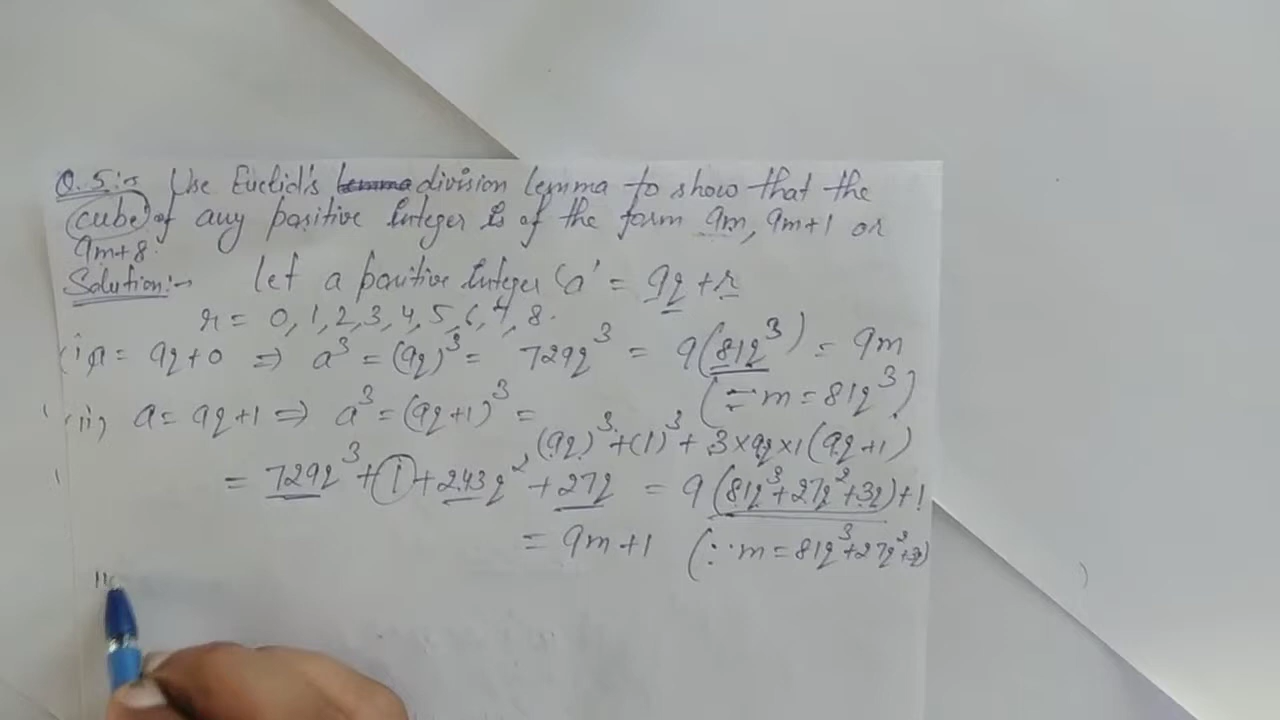 Q.5:→ Use Euclid's lemma division lemma to show that the
cube of any positive integer is of the form 9m, 9m+1 or
9m+8.
Solution:→ let a positive integer 'a' = 9q + r
r = 0, 1, 2, 3, 4, 5, 6, 7, 8.
(i) a = 9q+0 ⇒ a³ = (9q)³ = 729q³ = 9(81q³) = 9m
(∵ m = 81q³)
(ii) a = 9q+1 ⇒ a³ = (9q+1)³ =
(9q)³+(1)³+3×9q×1(9q+1)
= 729q³+1+243q²+27q = 9(81q³+27q²+3q)+1
= 9m+1 (∵ m = 81q³+27q²+3q)